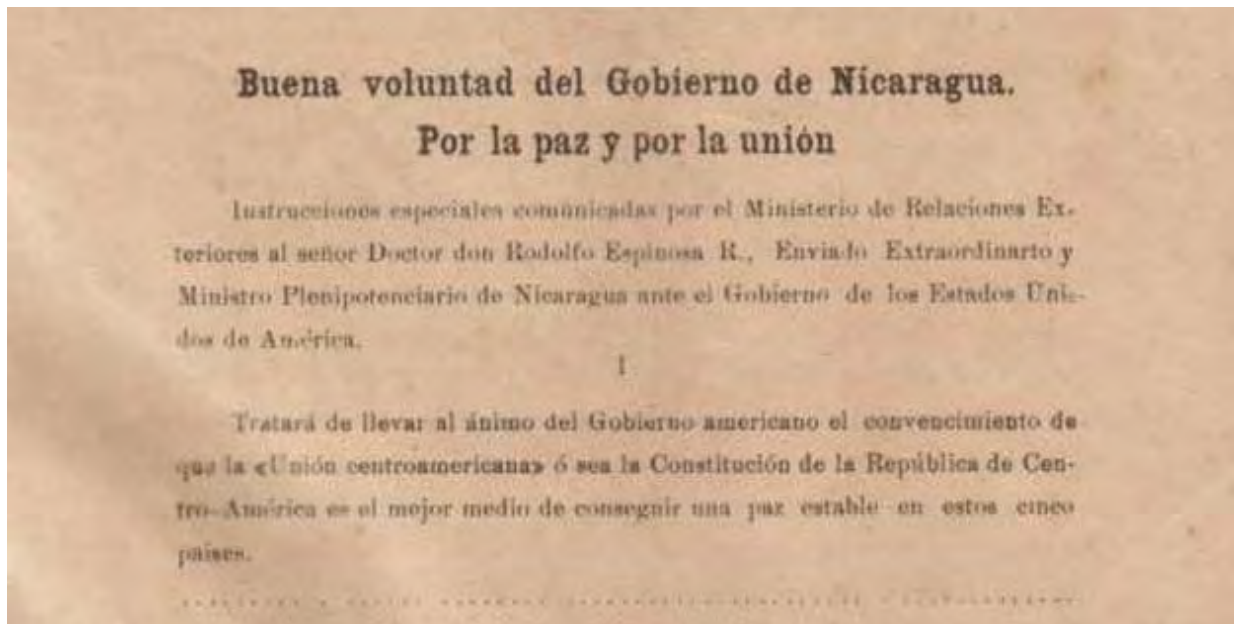 Buena voluntad del Gobierno de Nicaragua.
Por la paz y por la unión
Instrucciones especiales comunicadas por el Ministerio de Relaciones Ex-
teriores al señor Doctor don Rodolfo Espinosa R., Enviado Extraordinarto y
Ministro Plenipotenciario de Nicaragua ante el Gobierno de los Estados Uni-
dos de América.
I
Tratará de llevar al ánimo del Gobierno americano el convencimiento de
que la «Unión centroamericana» ó sea la Constitución de la República de Cen-
tro-América es el mejor medio de conseguir una paz estable en estos cinco
países.